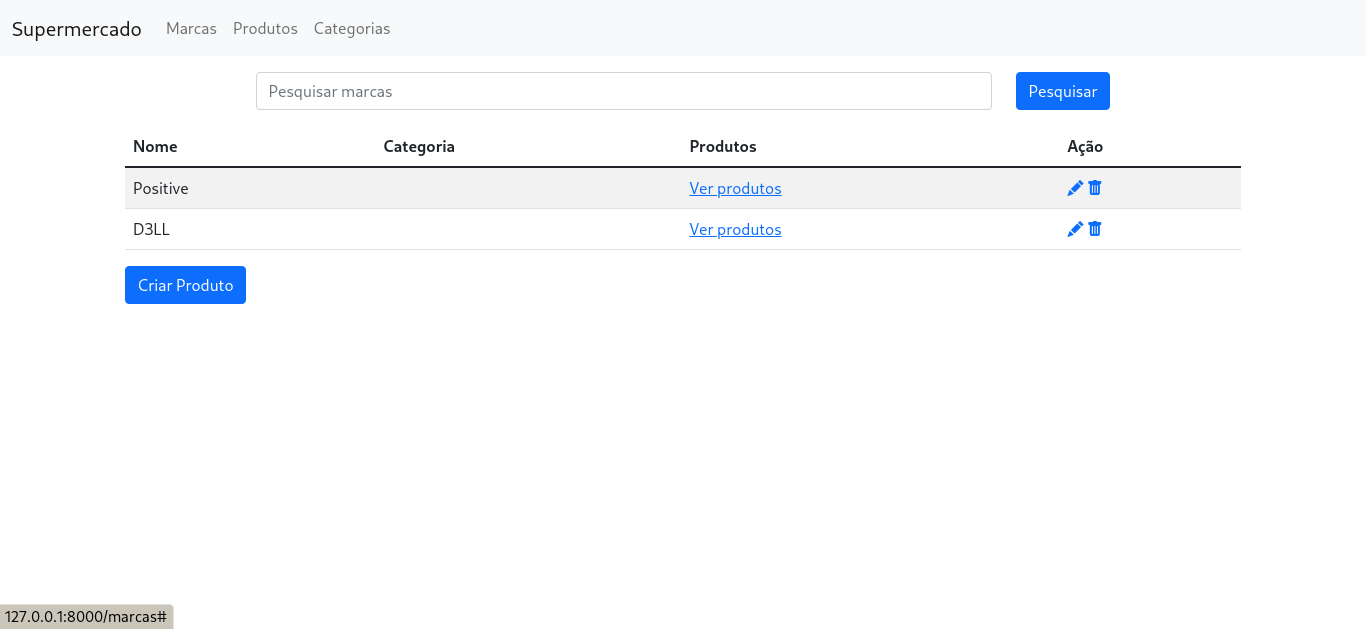 Supermercado Marcas Produtos Categorias
Pesquisar marcas Pesquisar
Nome Categoria Produtos Ação
Positive Ver produtos
D3LL Ver produtos
Criar Produto
127.0.0.1:8000/marcas#